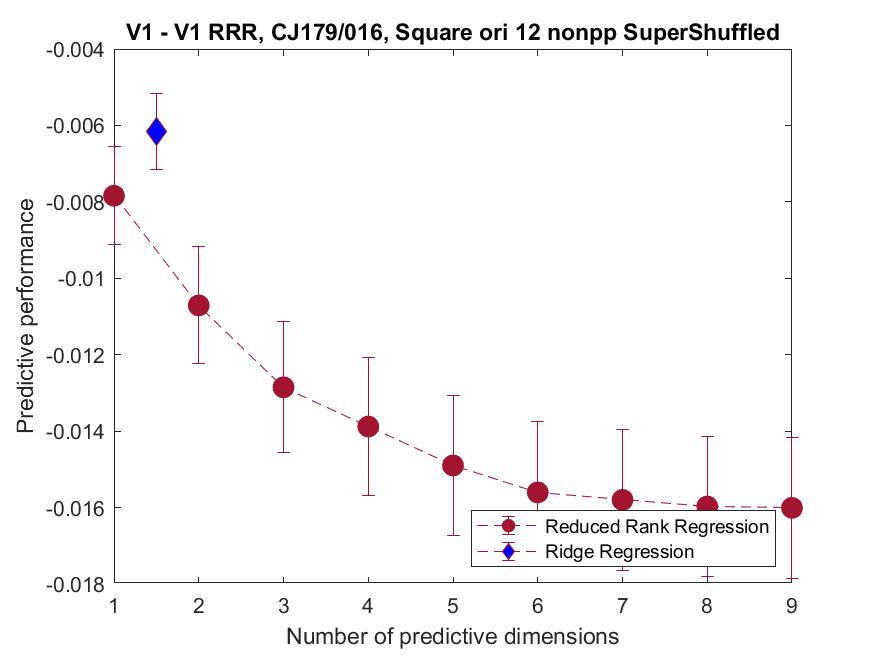 V1 - V1 RRR, CJ179/016, Square ori 12 nonpp SuperShuffled
-0.004
-0.006
-0.008
-0.01
-0.012
-0.014
-0.016
-0.018
Predictive performance
Reduced Rank Regression
Ridge Regression
1 2 3 4 5 6 7 8 9
Number of predictive dimensions